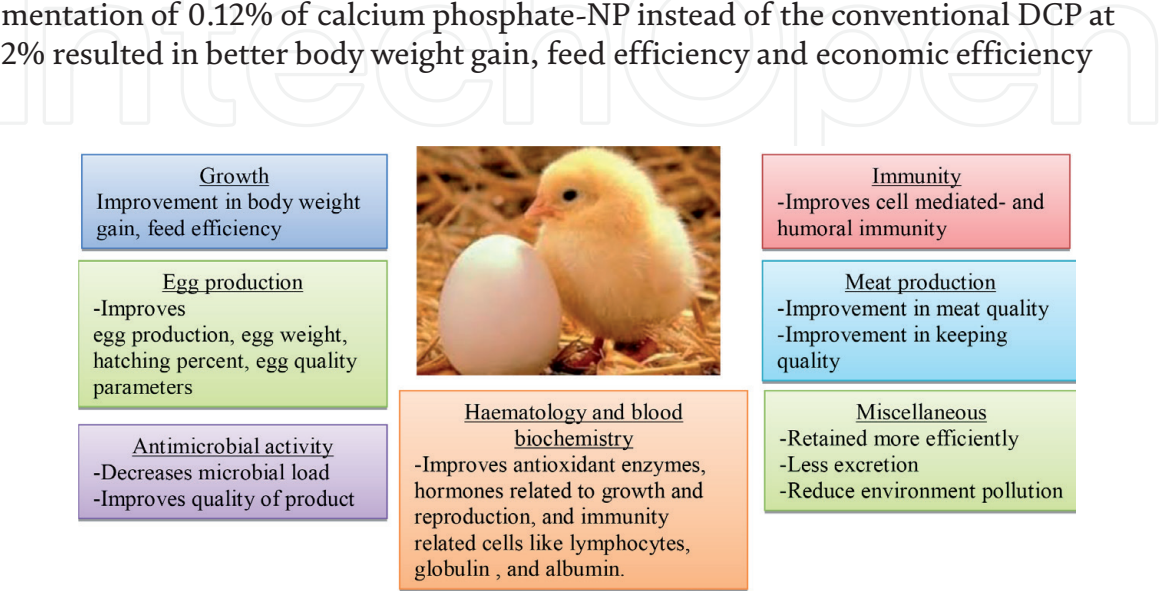 mentation of 0.12% of calcium phosphate-NP instead of the conventional DCP at
2% resulted in better body weight gain, feed efficiency and economic efficiency
IntechOpen
Growth
Improvement in body weight
gain, feed efficiency
Egg production
-Improves
egg production, egg weight,
hatching percent, egg quality
parameters
Antimicrobial activity
-Decreases microbial load
-Improves quality of product
Haematology and blood
biochemistry
-Improves antioxidant enzymes,
hormones related to growth and
reproduction, and immunity
related cells like lymphocytes,
globulin , and albumin.
Immunity
-Improves cell mediated- and
humoral immunity
Meat production
-Improvement in meat quality
-Improvement in keeping
quality
Miscellaneous
-Retained more efficiently
-Less excretion
-Reduce environment pollution